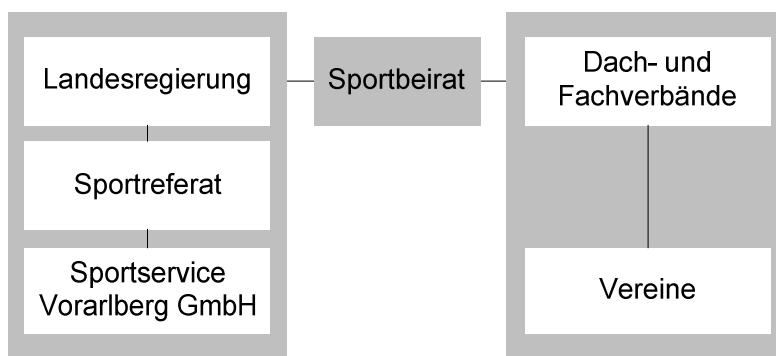 Landesregierung
Sportreferat
Sportservice
Vorarlberg GmbH
Sportbeirat
Dach- und
Fachverbände
Vereine